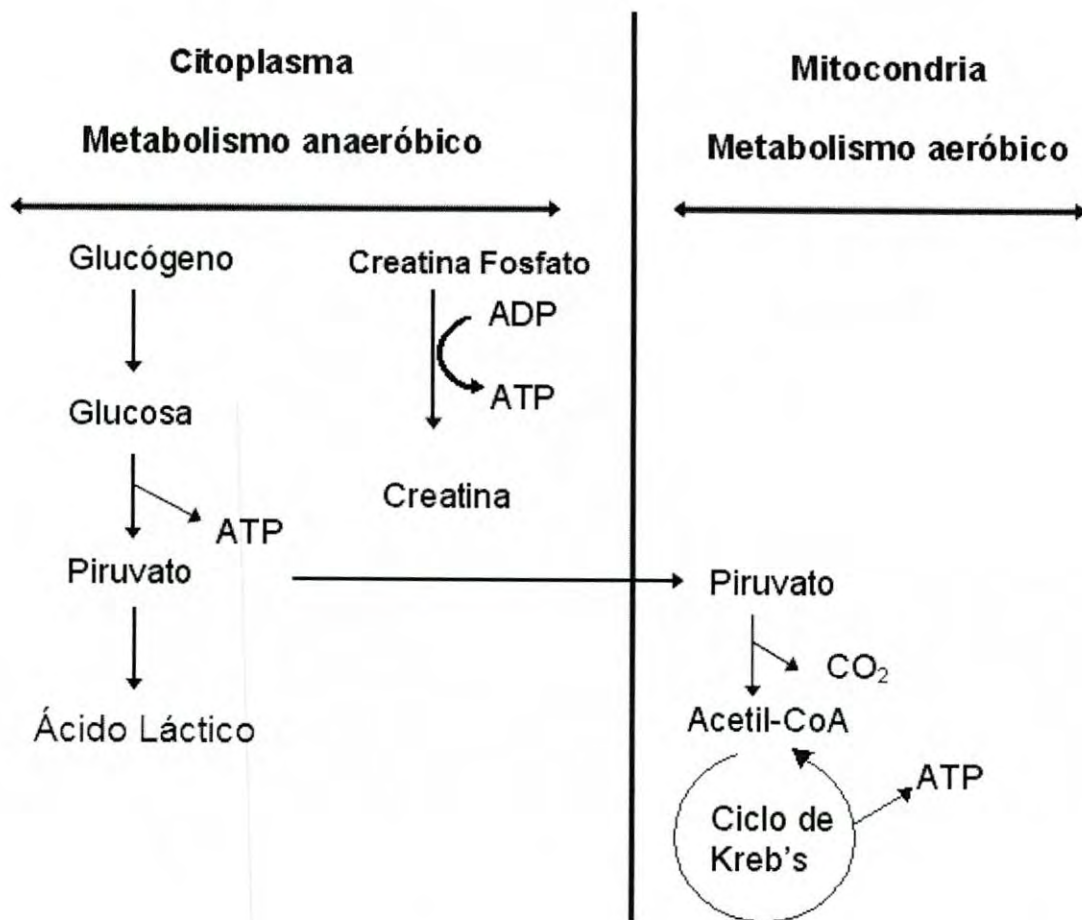 Citoplasma
Metabolismo anaeróbico
Glucógeno
Glucosa
ATP
Piruvato
Ácido Láctico
Creatina Fosfato
ADP
ATP
Creatina
Mitocondria
Metabolismo aeróbico
Piruvato
CO₂
Acetil-CoA
ATP
Ciclo de
Kreb's